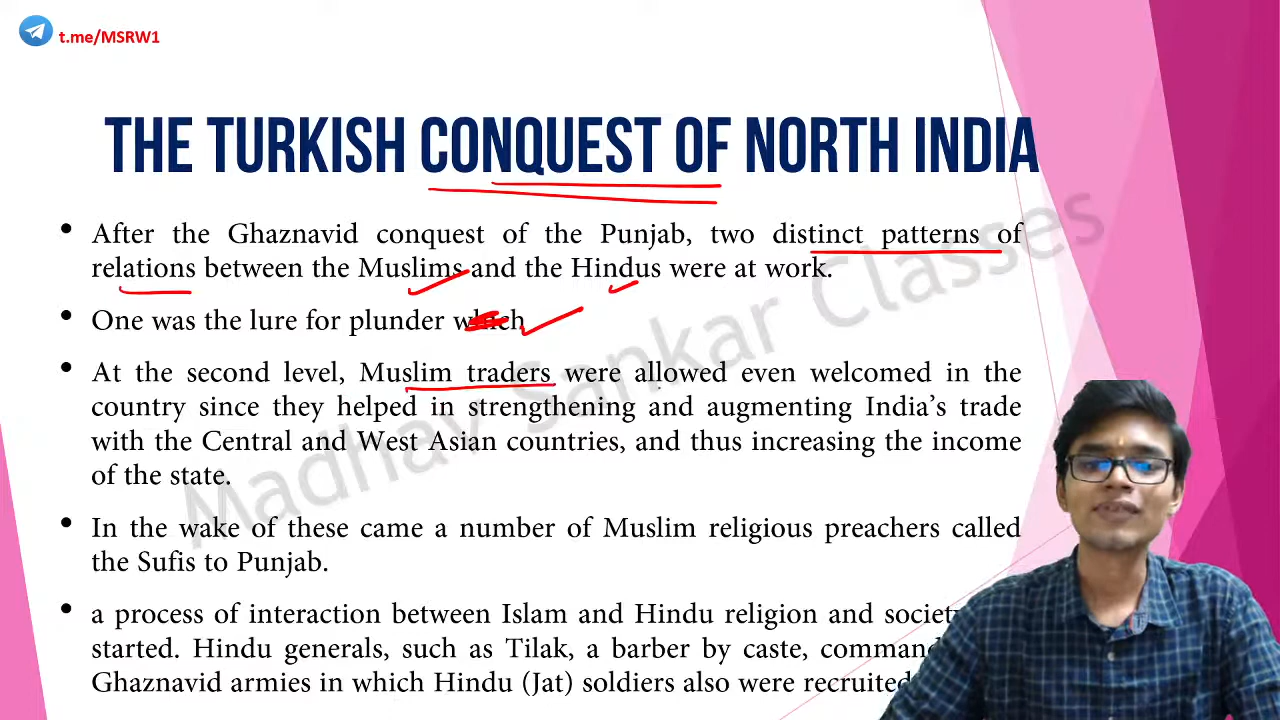 t.me/MSRW1
THE TURKISH CONQUEST OF NORTH INDIA
• After the Ghaznavid conquest of the Punjab, two distinct patterns of
relations between the Muslims and the Hindus were at work.
• One was the lure for plunder which
• At the second level, Muslim traders were allowed even welcomed in the
country since they helped in strengthening and augmenting India's trade
with the Central and West Asian countries, and thus increasing the income
of the state.
• In the wake of these came a number of Muslim religious preachers called
the Sufis to Punjab.
• a process of interaction between Islam and Hindu religion and society
started. Hindu generals, such as Tilak, a barber by caste,
Ghaznavid armies in which Hindu (Jat) soldiers also were recruited
Madhav Sankar Classes